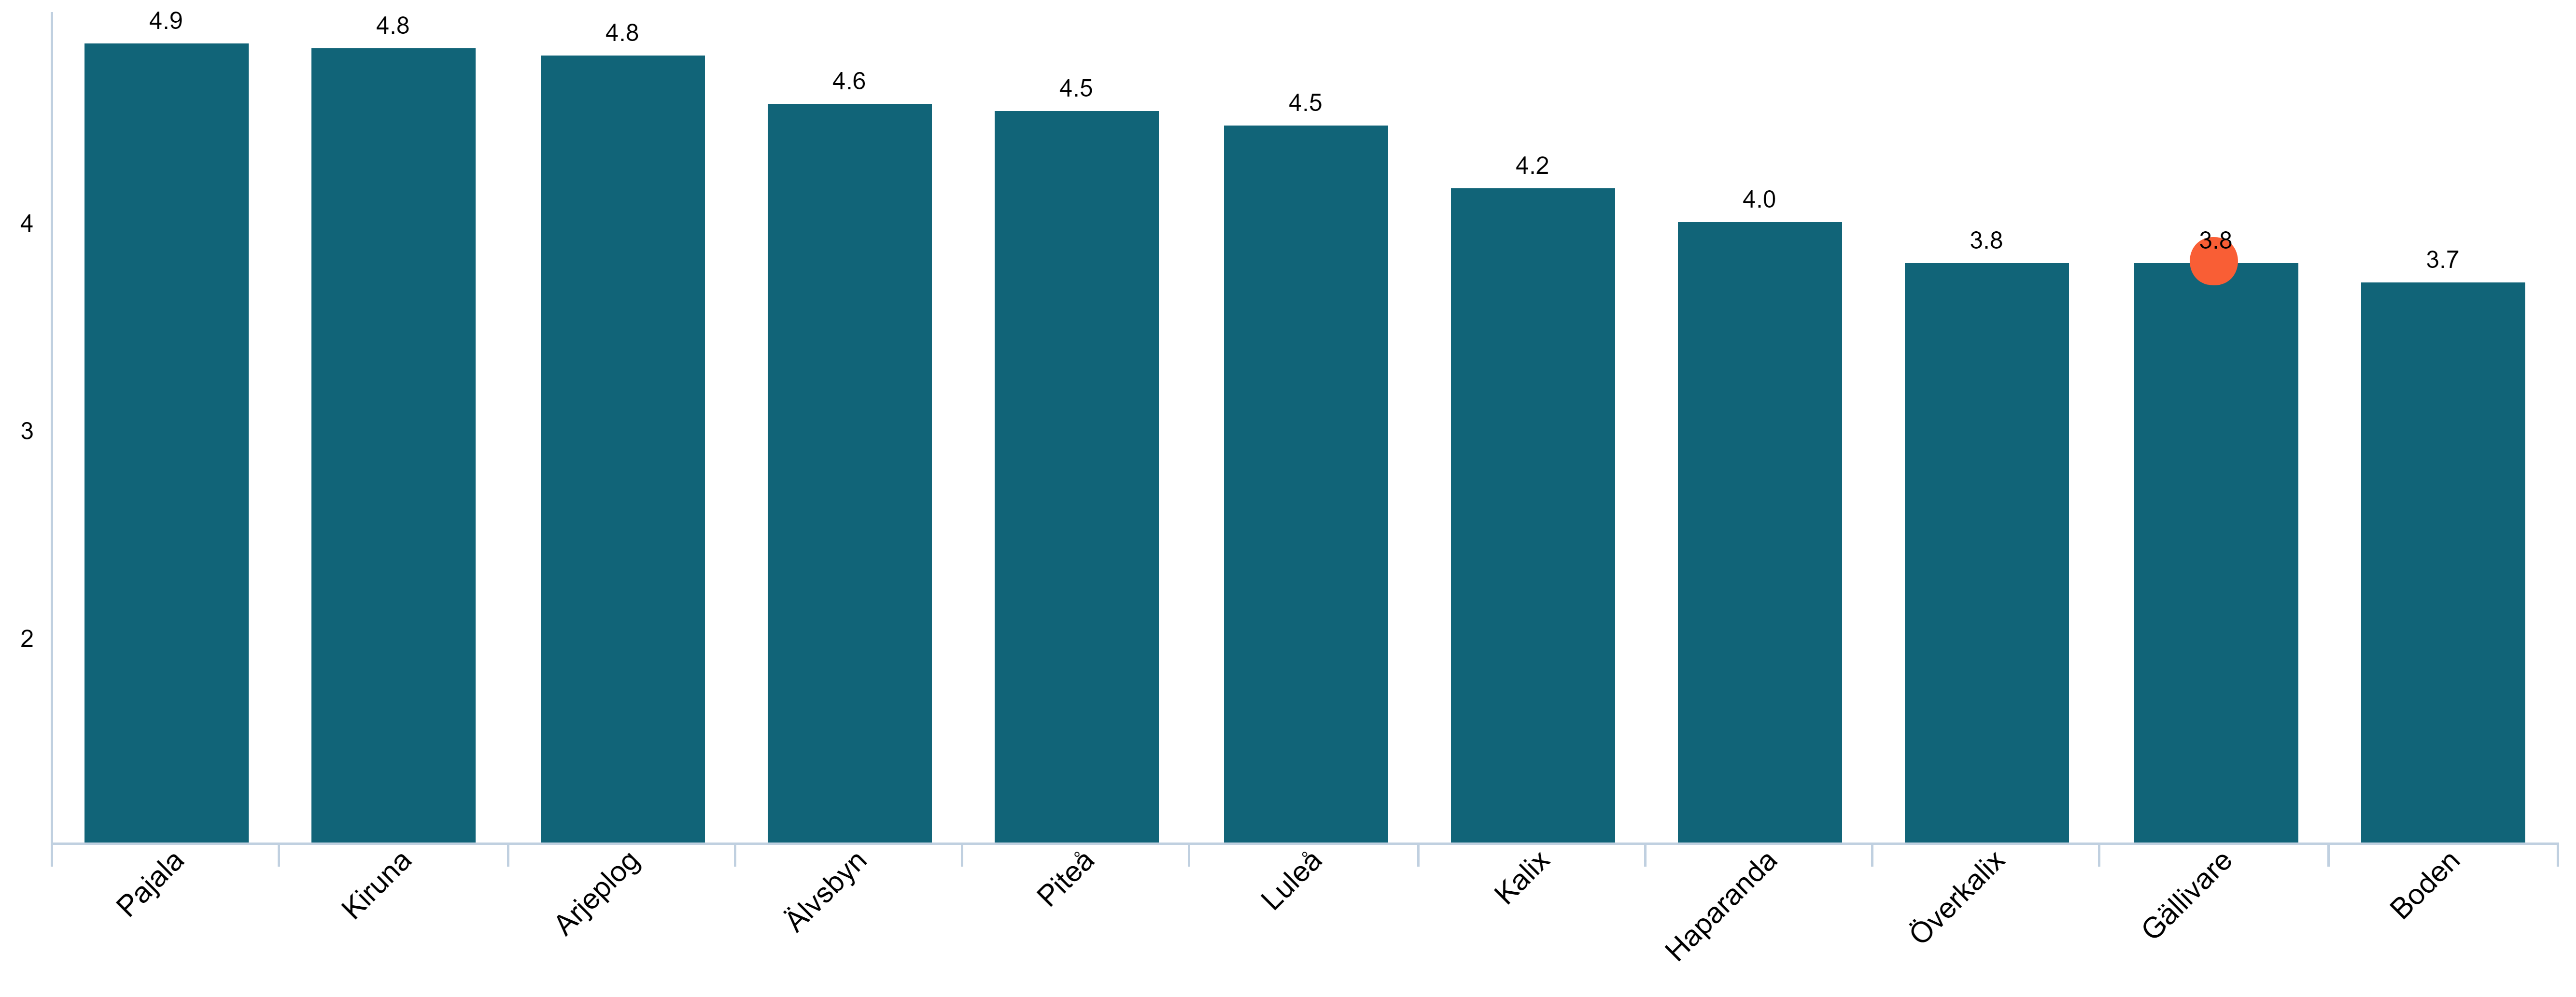 4.9
4.8
4.8
4.6
4.5
4.5
4.2
4.0
3.8
3.8
3.7
4
3
2
Pajala
Kiruna
Arjeplog
Älvsbyn
Piteå
Luleå
Kalix
Haparanda
Överkalix
Gällivare
Boden